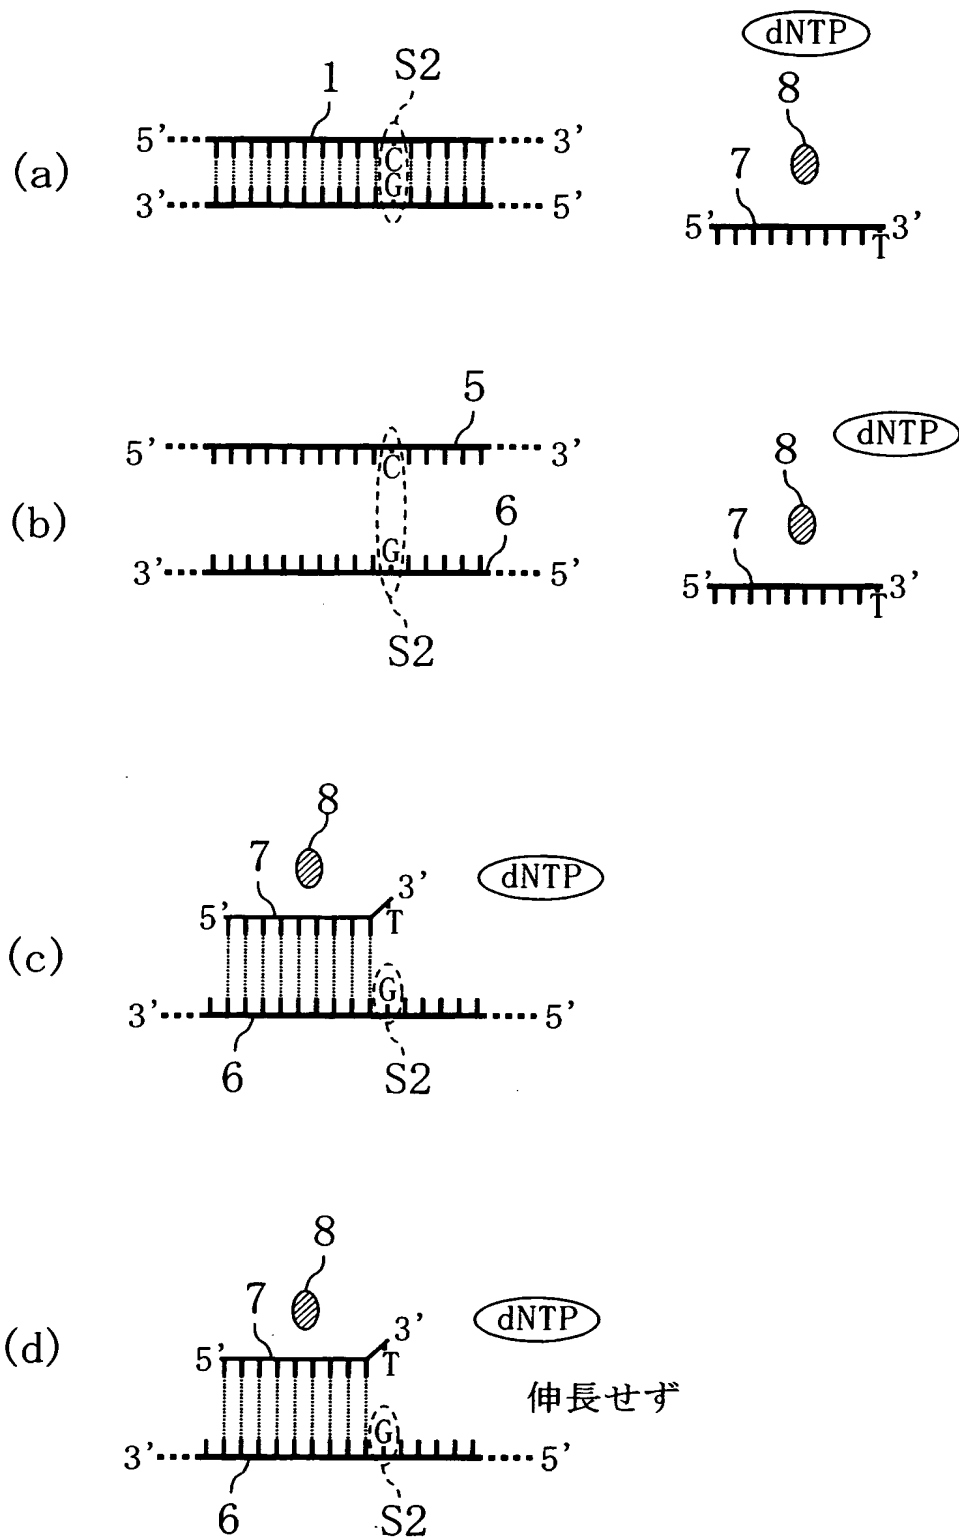 dNTP
S2
1
8
5' 3'
(a)
C
G
7
3' 5'
5' 3'
T
5
dNTP
5' 3'
8
C
(b)
6
7
G
3' 5'
5' 3'
T
S2
8
7
dNTP
3'
5'
T
(c)
G
3' 5'
6
S2
8
7
dNTP
3'
(d)
5'
T
伸長せず
G
3' 5'
6
S2